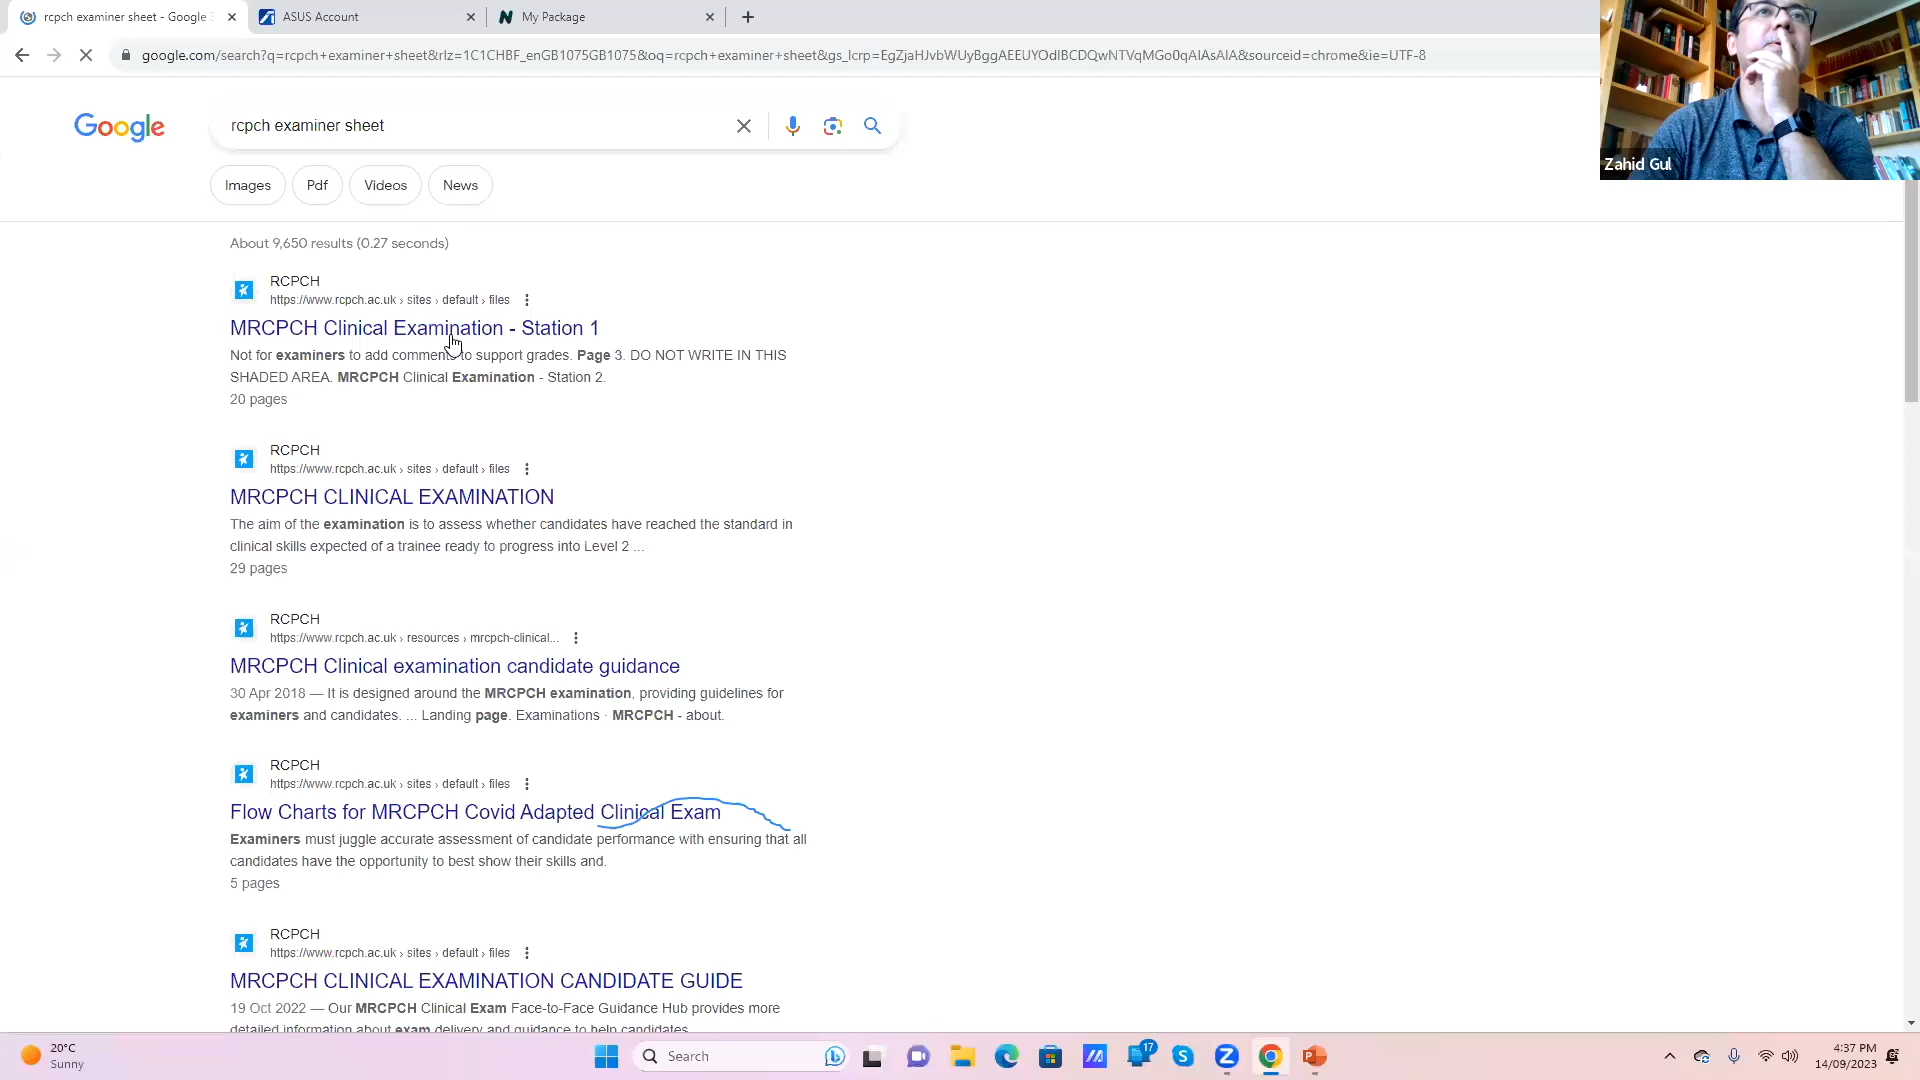 rcpch examiner sheet - Google S
ASUS Account
My Package
google.com/search?q=rcpch+examiner+sheet&rlz=1C1CHBF_enGB1075GB1075&oq=rcpch+examiner+sheet&gs_lcrp=EgZjaHJvbWUyBggAEEUYOdIBCDQwNTVqMGo0qAIAsAIA&sourceid=chrome&ie=UTF-8
Google
rcpch examiner sheet
Zahid Gul
Images
Pdf
Videos
News
About 9,650 results (0.27 seconds)
RCPCH
https://www.rcpch.ac.uk › sites › default › files
MRCPCH Clinical Examination - Station 1
Not for examiners to add comments to support grades. Page 3. DO NOT WRITE IN THIS
SHADED AREA. MRCPCH Clinical Examination - Station 2.
20 pages
RCPCH
https://www.rcpch.ac.uk › sites › default › files
MRCPCH CLINICAL EXAMINATION
The aim of the examination is to assess whether candidates have reached the standard in
clinical skills expected of a trainee ready to progress into Level 2 ...
29 pages
RCPCH
https://www.rcpch.ac.uk › resources › mrcpch-clinical...
MRCPCH Clinical examination candidate guidance
30 Apr 2018 — It is designed around the MRCPCH examination, providing guidelines for
examiners and candidates. ... Landing page. Examinations · MRCPCH - about.
RCPCH
https://www.rcpch.ac.uk › sites › default › files
Flow Charts for MRCPCH Covid Adapted Clinical Exam
Examiners must juggle accurate assessment of candidate performance with ensuring that all
candidates have the opportunity to best show their skills and.
5 pages
RCPCH
https://www.rcpch.ac.uk › sites › default › files
MRCPCH CLINICAL EXAMINATION CANDIDATE GUIDE
19 Oct 2022 — Our MRCPCH Clinical Exam Face-to-Face Guidance Hub provides more
detailed information about exam delivery and guidance to help candidates
20°C
Sunny
Search
17
4:37 PM
14/09/2023